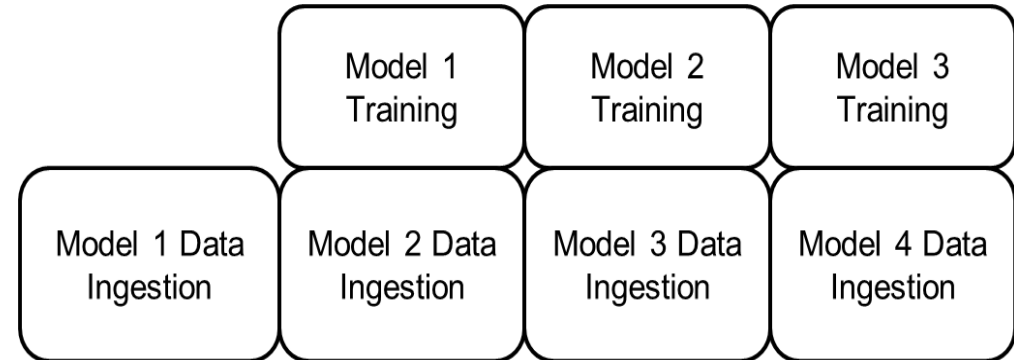 Model 1
Training
Model 2
Training
Model 3
Training
Model 1 Data
Ingestion
Model 2 Data
Ingestion
Model 3 Data
Ingestion
Model 4 Data
Ingestion